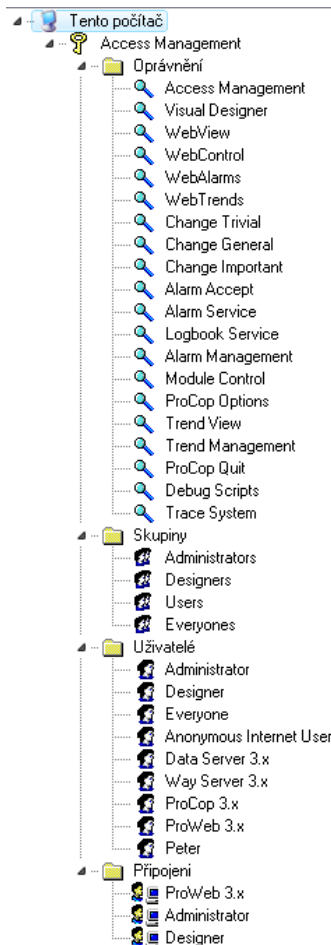 Tento počítač
Access Management
Oprávnění
Access Management
Visual Designer
WebView
WebControl
WebAlarms
WebTrends
Change Trivial
Change General
Change Important
Alarm Accept
Alarm Service
Logbook Service
Alarm Management
Module Control
ProCop Options
Trend View
Trend Management
ProCop Quit
Debug Scripts
Trace System
Skupiny
Administrators
Designers
Users
Everyones
Uživatelé
Administrator
Designer
Everyone
Anonymous Internet User
Data Server 3.x
Way Server 3.x
ProCop 3.x
ProWeb 3.x
Peter
Připojeni
ProWeb 3.x
Administrator
Designer